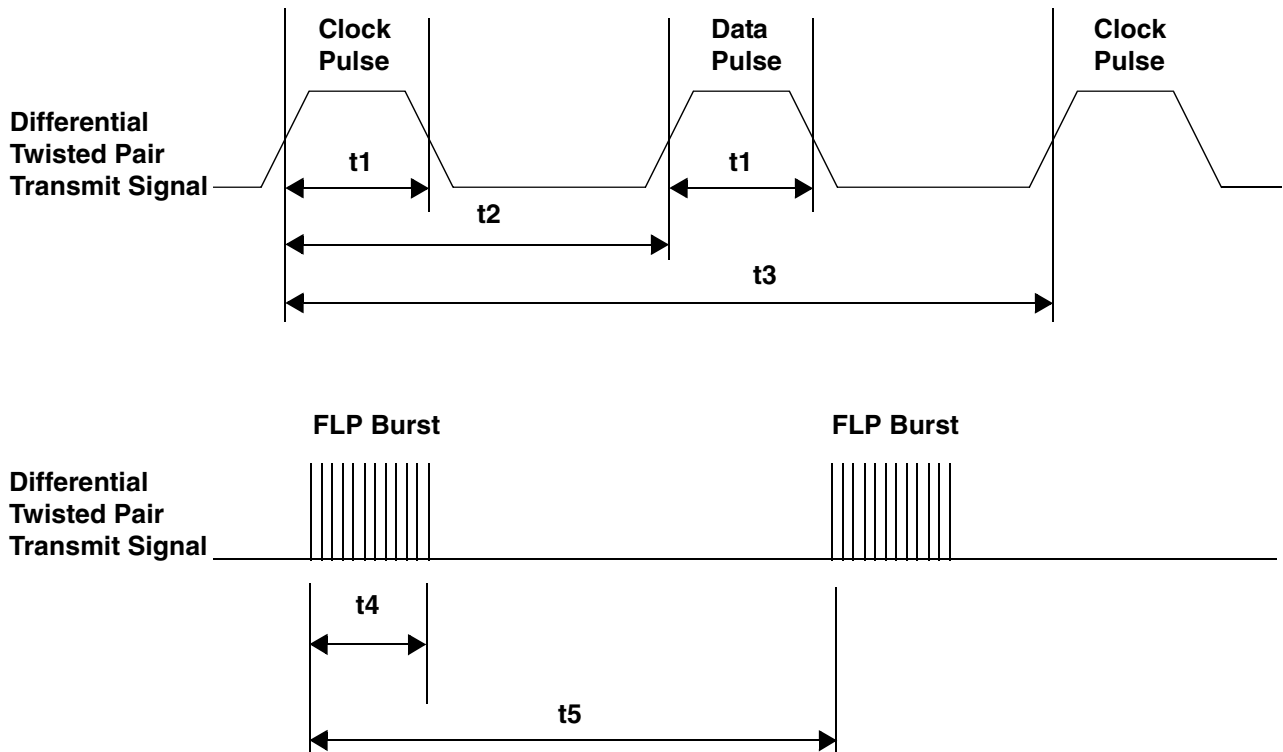 Clock
Pulse
Data
Pulse
Clock
Pulse
Differential
Twisted Pair
Transmit Signal
t1
t1
t2
t3
FLP Burst
FLP Burst
Differential
Twisted Pair
Transmit Signal
t4
t5